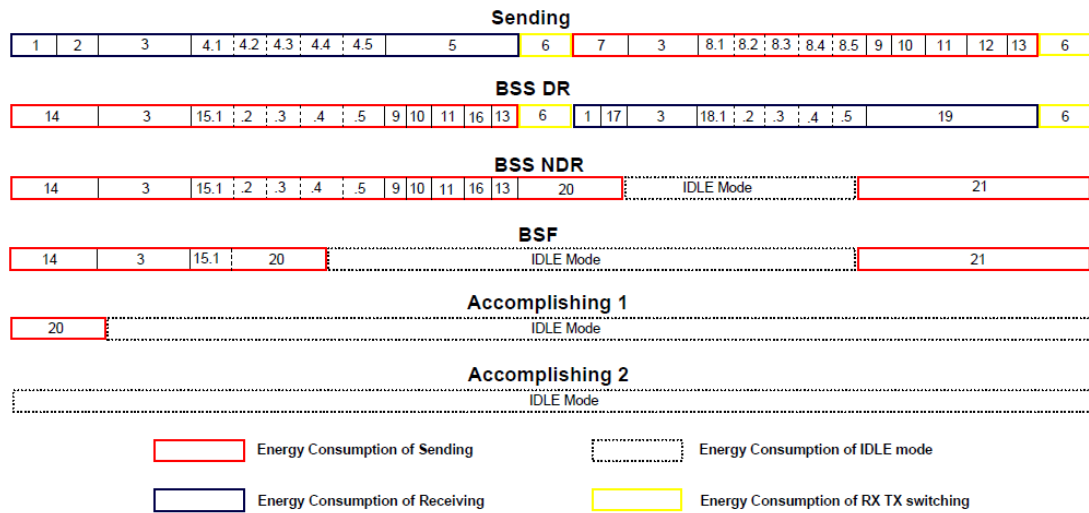 Sending
1 2 3 4.1 4.2 4.3 4.4 4.5 5 6 7 3 8.1 8.2 8.3 8.4 8.5 9 10 11 12 13 6
BSS DR
14 3 15.1 .2 .3 .4 .5 9 10 11 16 13 6 1 17 3 18.1 .2 .3 .4 .5 19 6
BSS NDR
14 3 15.1 .2 .3 .4 .5 9 10 11 16 13 20 IDLE Mode 21
BSF
14 3 15.1 20 IDLE Mode 21
Accomplishing 1
20 IDLE Mode
Accomplishing 2
IDLE Mode
Energy Consumption of Sending Energy Consumption of IDLE mode
Energy Consumption of Receiving Energy Consumption of RX TX switching